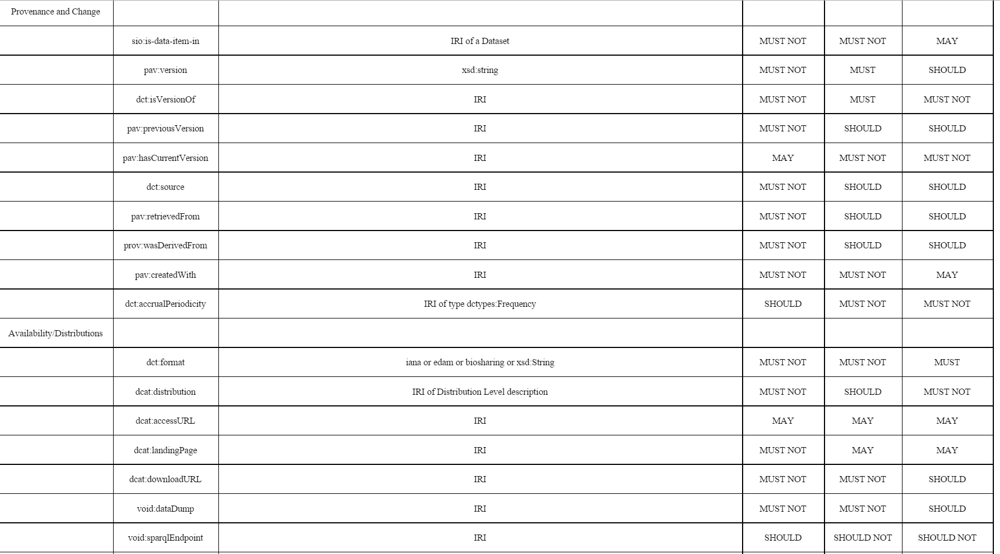 Provenance and Change
sio:is-data-item-in IRI of a Dataset MUST NOT MUST NOT MAY
pav:version xsd:string MUST NOT MUST SHOULD
dct:isVersionOf IRI MUST NOT MUST MUST NOT
pav:previousVersion IRI MUST NOT SHOULD SHOULD
pav:hasCurrentVersion IRI MAY MUST NOT MUST NOT
dct:source IRI MUST NOT SHOULD SHOULD
pav:retrievedFrom IRI MUST NOT SHOULD SHOULD
prov:wasDerivedFrom IRI MUST NOT SHOULD SHOULD
pav:createdWith IRI MUST NOT MUST NOT MAY
dct:accrualPeriodicity IRI of type dctypes:Frequency SHOULD MUST NOT MUST NOT
Availability/Distributions
dct:format iana or edam or biosharing or xsd:String MUST NOT MUST NOT MUST
dcat:distribution IRI of Distribution Level description MUST NOT SHOULD MUST NOT
dcat:accessURL IRI MAY MAY MAY
dcat:landingPage IRI MUST NOT MAY MAY
dcat:downloadURL IRI MUST NOT MUST NOT SHOULD
void:dataDump IRI MUST NOT MUST NOT SHOULD
void:sparqlEndpoint IRI SHOULD SHOULD NOT SHOULD NOT